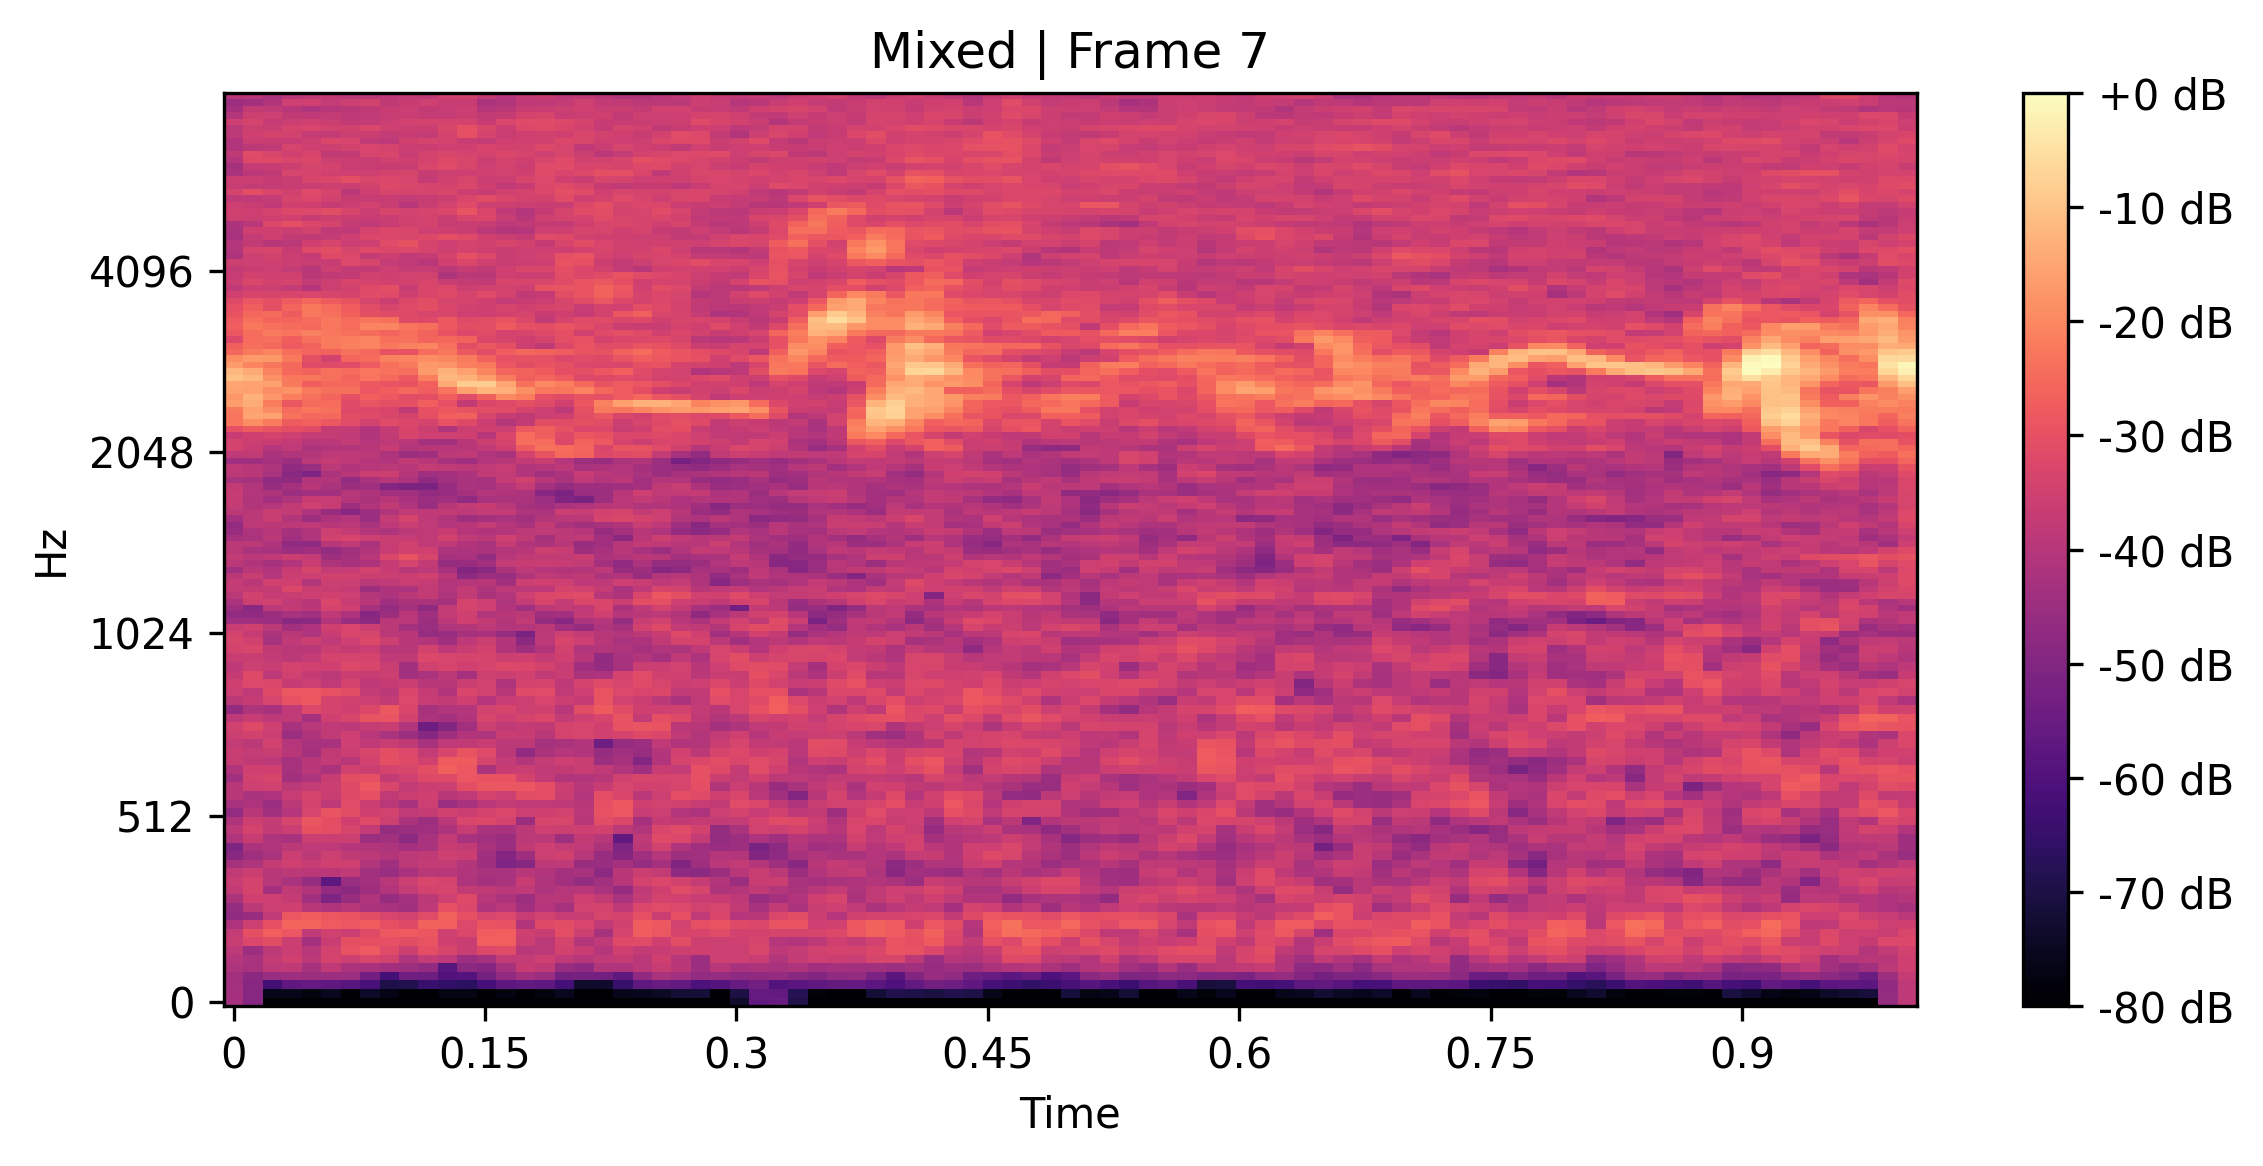 Mixed | Frame 7
Hz
4096
2048
1024
512
0
0 0.15 0.3 0.45 0.6 0.75 0.9
Time
+0 dB
-10 dB
-20 dB
-30 dB
-40 dB
-50 dB
-60 dB
-70 dB
-80 dB